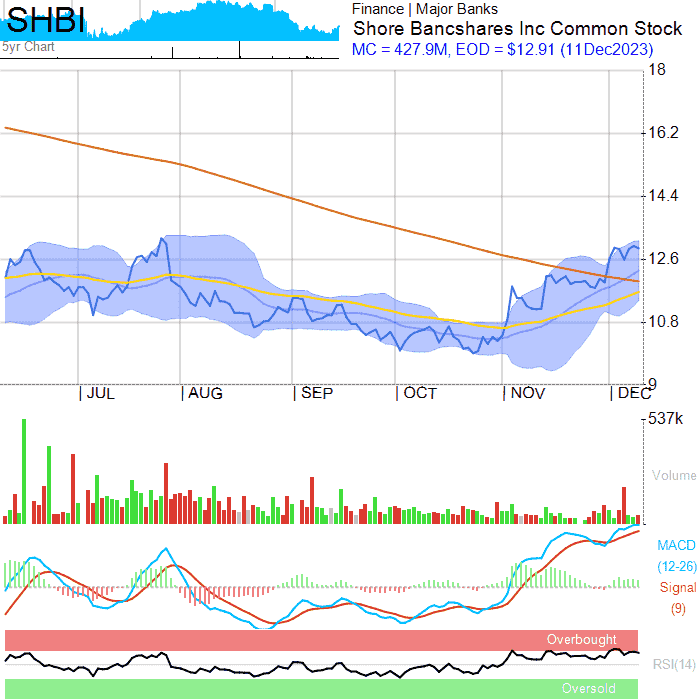 SHBI
Finance | Major Banks
Shore Bancshares Inc Common Stock
5yr Chart
MC = 427.9M, EOD = $12.91 (11Dec2023)
18
16.2
14.4
12.6
10.8
9
JUL
AUG
SEP
OCT
NOV
DEC
537k
Volume
MACD
(12-26)
Signal
(9)
Overbought
RSI(14)
Oversold